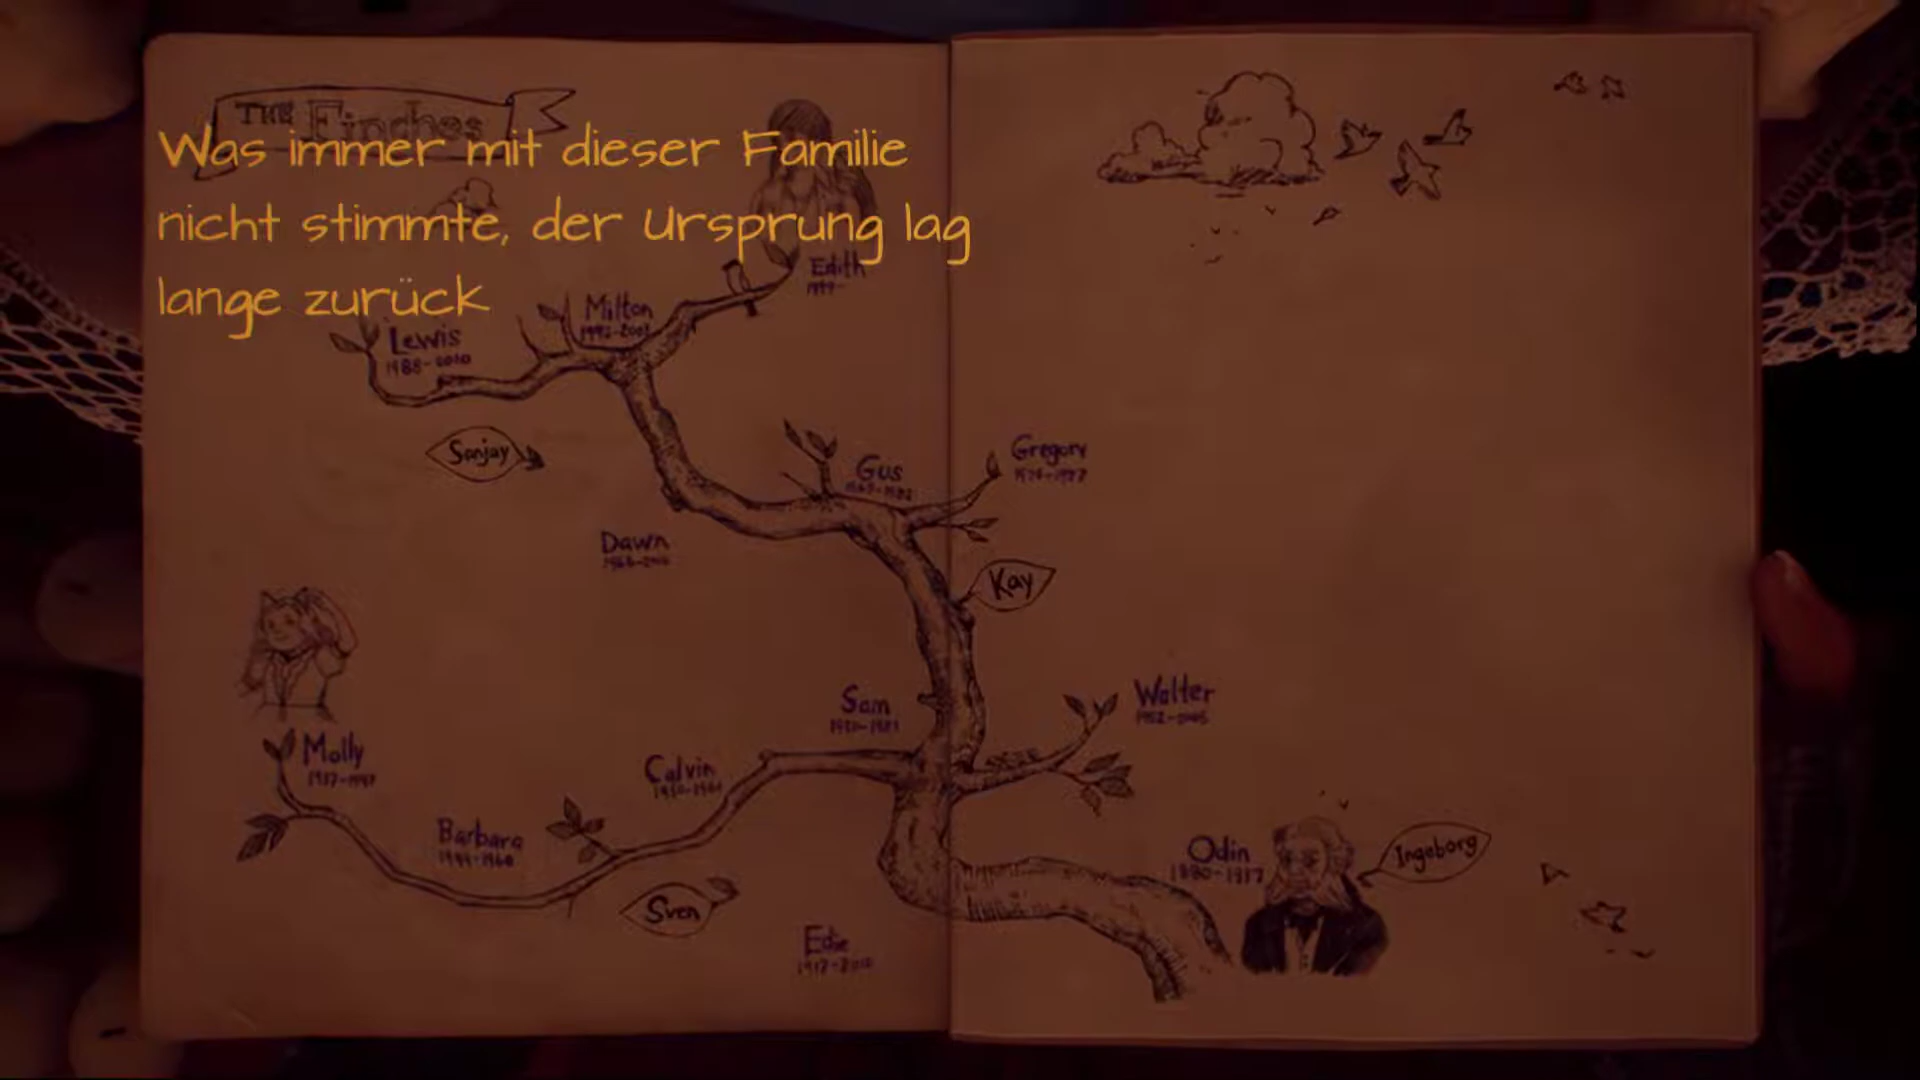 THE Finches
Was immer mit dieser Familie
nicht stimmte, der Ursprung lag
lange zurück
Edith
Milton
Lewis
Sanjay
Gus
Gregory
Dawn
Kay
Sam
Walter
Molly
Calvin
Barbara
Odin
Ingeborg
Sven
Edie